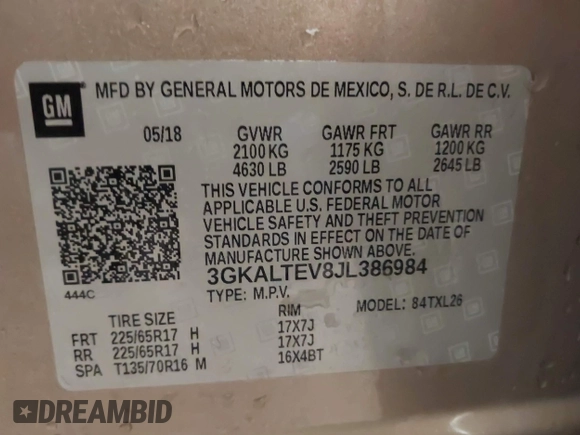 GM
MFD BY GENERAL MOTORS DE MEXICO, S. DE R.L. DE C.V.
05/18 GVWR GAWR FRT GAWR RR
2100 KG 1175 KG 1200 KG
4630 LB 2590 LB 2645 LB
THIS VEHICLE CONFORMS TO ALL
APPLICABLE U.S. FEDERAL MOTOR
VEHICLE SAFETY AND THEFT PREVENTION
STANDARDS IN EFFECT ON THE DATE OF
MANUFACTURE SHOWN ABOVE.
444C 3GKALTEV8JL386984
TYPE: M.P.V. MODEL: 84TXL26
TIRE SIZE RIM
FRT 225/65R17 H 17X7J
RR 225/65R17 H 17X7J
SPA T135/70R16 M 16X4BT
DREAMBID